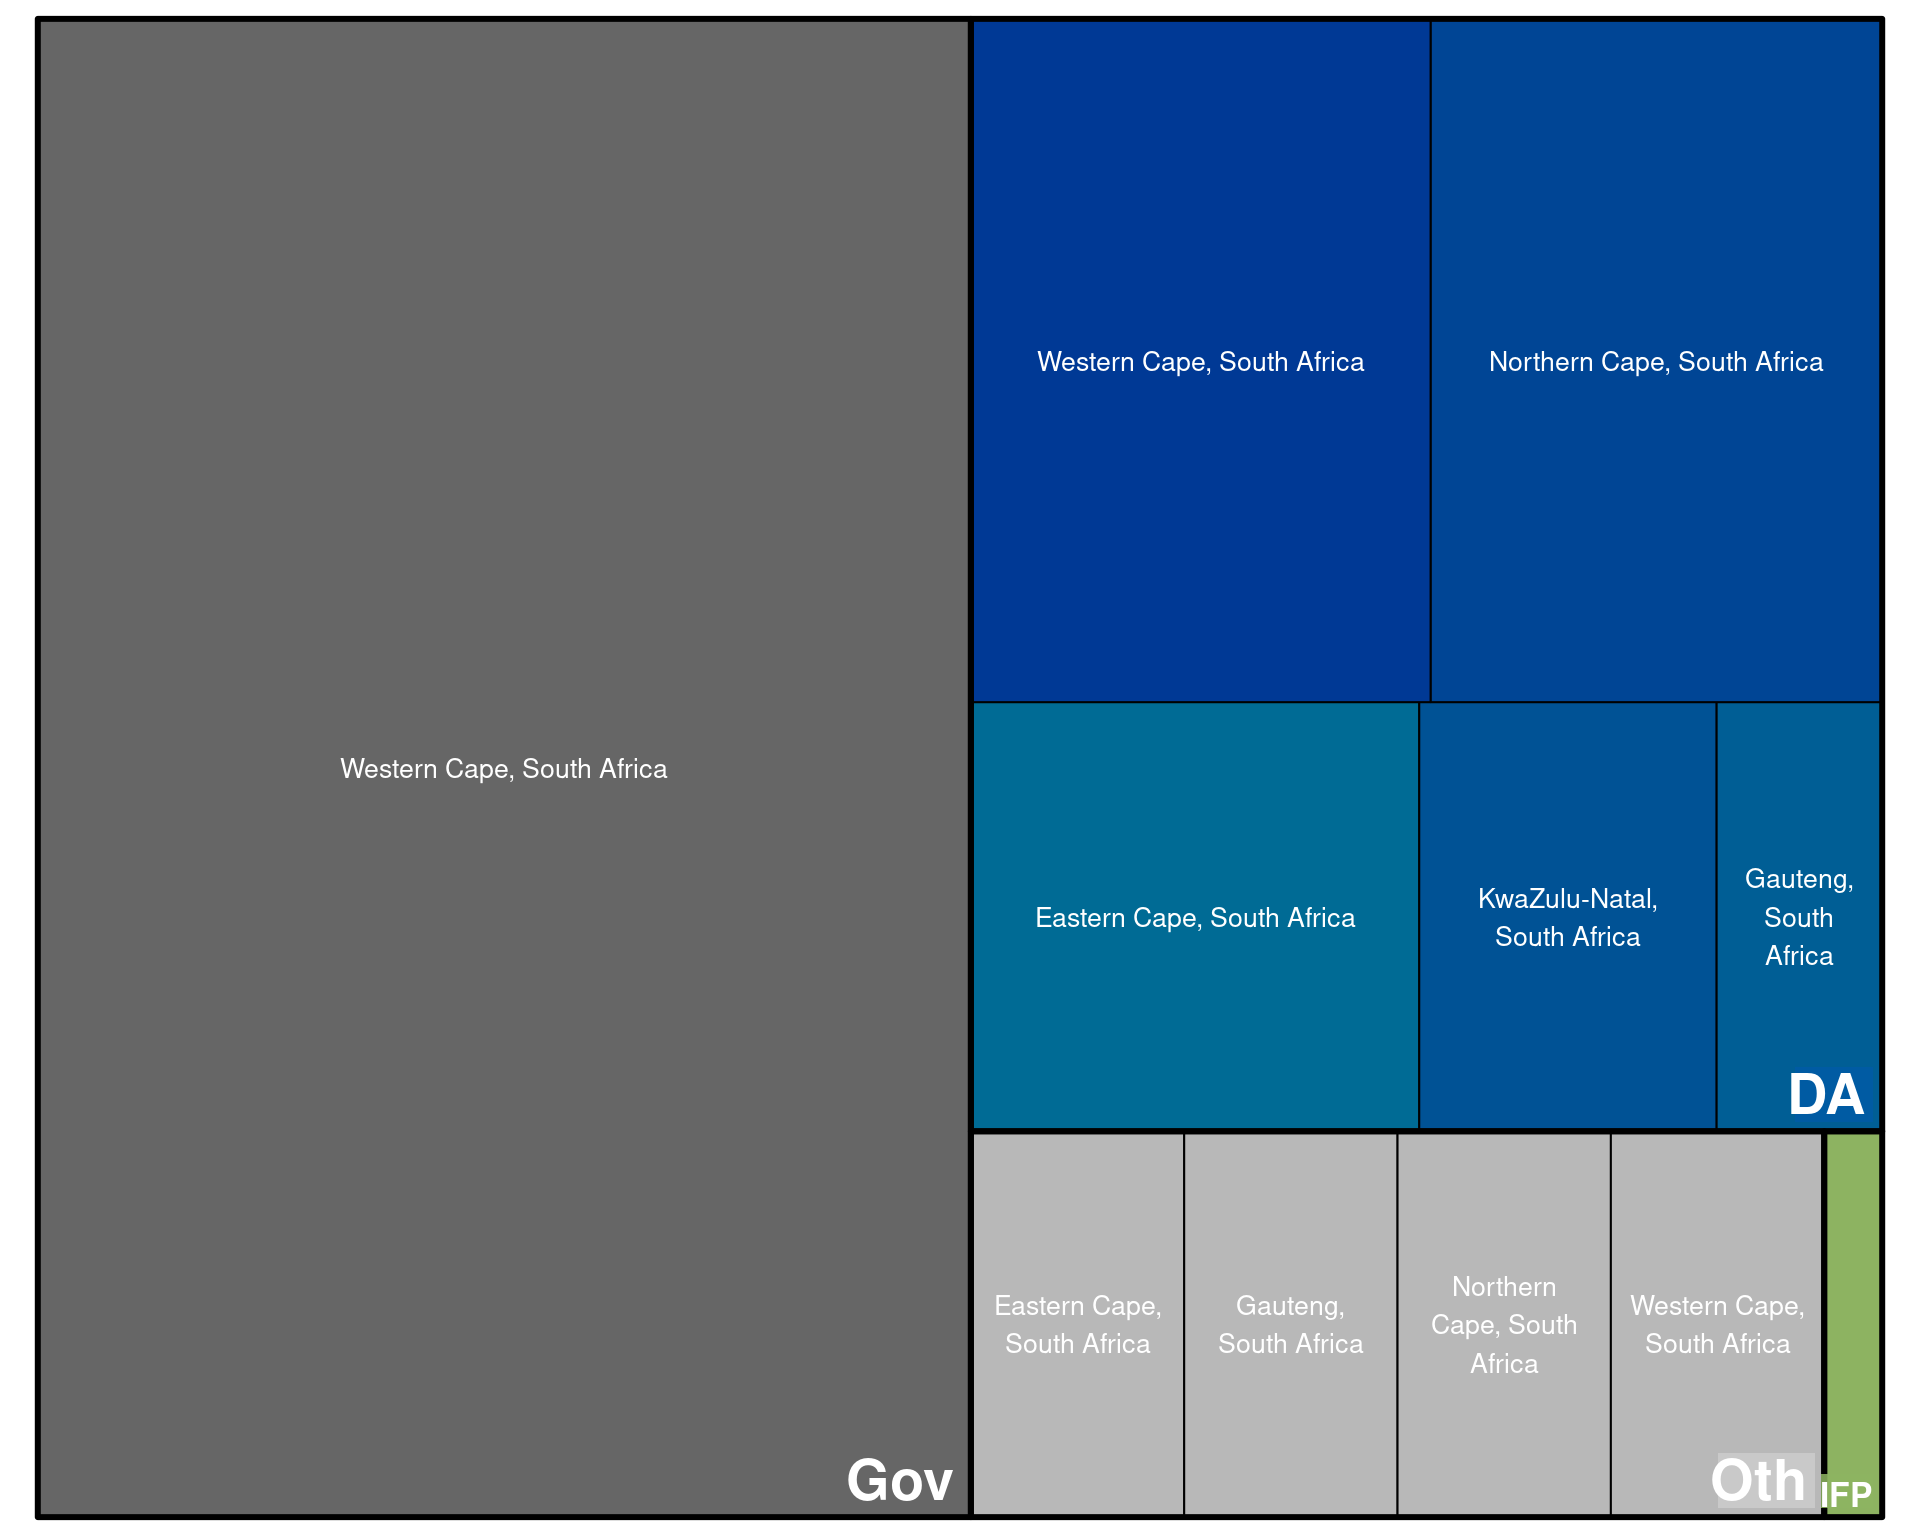 Western Cape, South Africa
Gov
Western Cape, South Africa
Northern Cape, South Africa
Eastern Cape, South Africa
KwaZulu-Natal,
South Africa
Gauteng,
South
Africa
DA
Eastern Cape,
South Africa
Gauteng,
South Africa
Northern
Cape, South
Africa
Western Cape,
South Africa
Oth
IFP